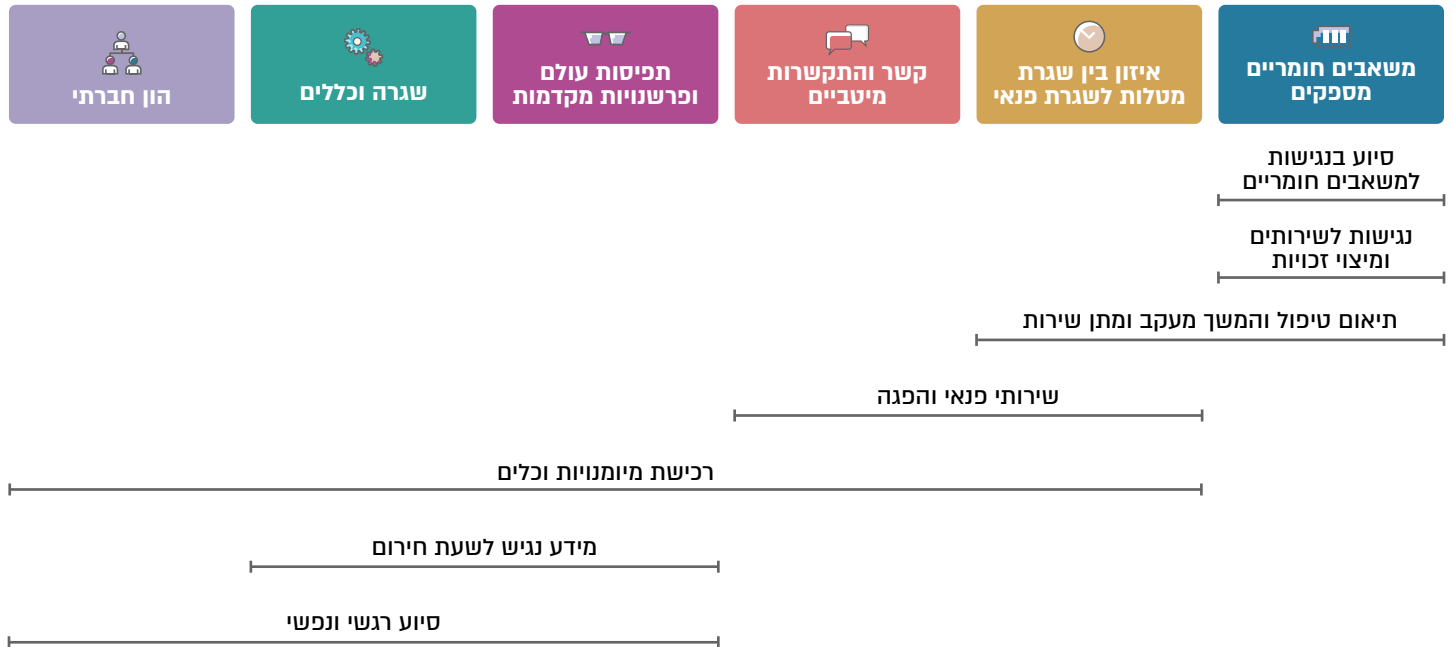 משאבים חומריים
מספקים
איזון בין שגרת
מטלות לשגרת פנאי
קשר והתקשרות
מיטביים
תפיסות עולם
ופרשנויות מקדמות
שגרה וכללים
הון חברתי
סיוע בנגישות
למשאבים חומריים
נגישות לשירותים
ומיצוי זכויות
תיאום טיפול והמשך מעקב ומתן שירות
שירותי פנאי והפגה
רכישת מיומנויות וכלים
מידע נגיש לשעת חירום
סיוע רגשי ונפשי